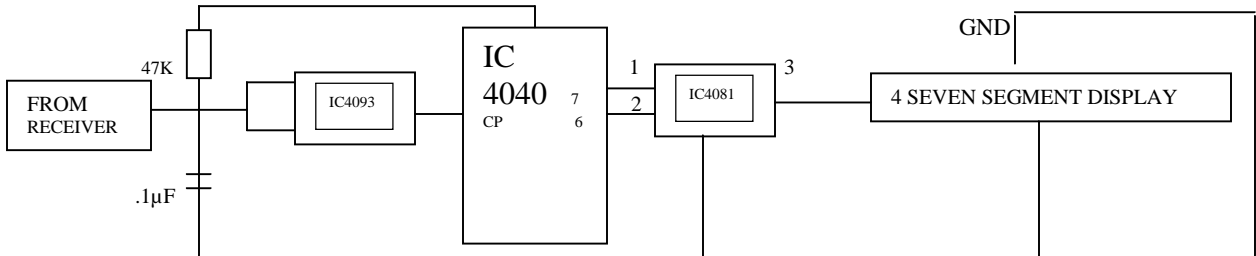 GND
IC
4040
47K
1
3
IC4093
IC4081
FROM
RECEIVER
7
2
4 SEVEN SEGMENT DISPLAY
CP
6
.1µF